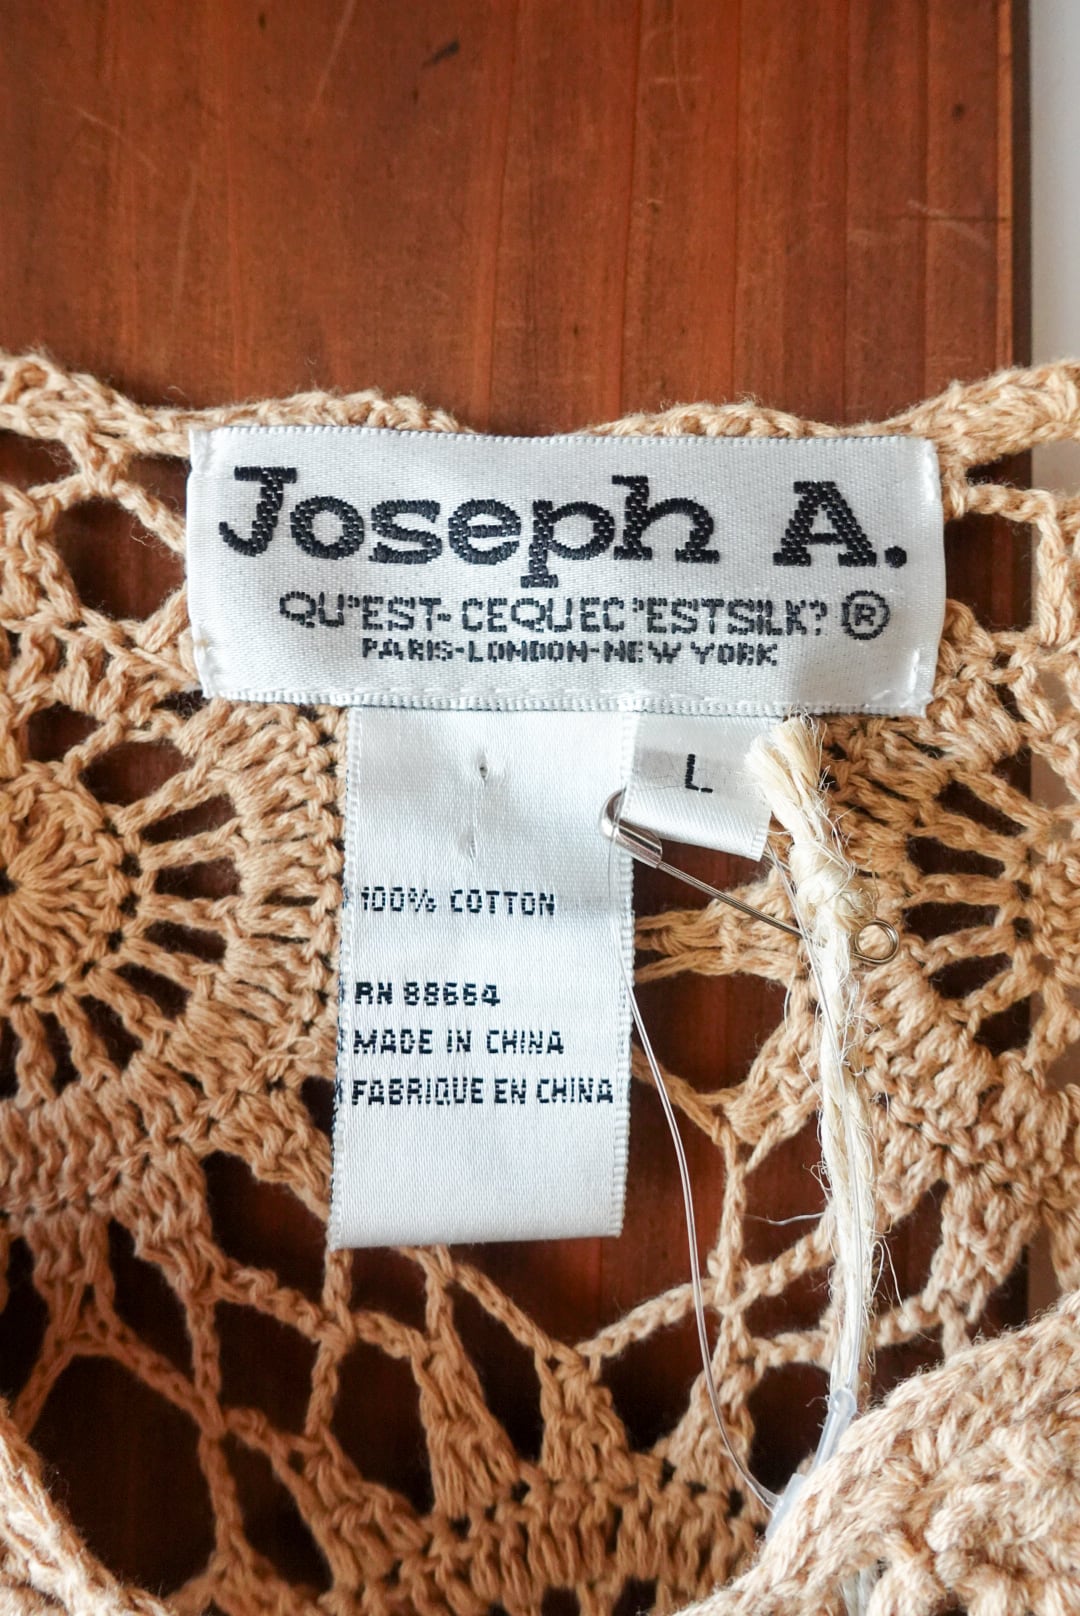 Joseph A.
QU'EST-CEQUEC'ESTSILK? ®
PARIS-LONDON-NEW YORK
L
100% COTTON
RN 88664
MADE IN CHINA
FABRIQUE EN CHINA